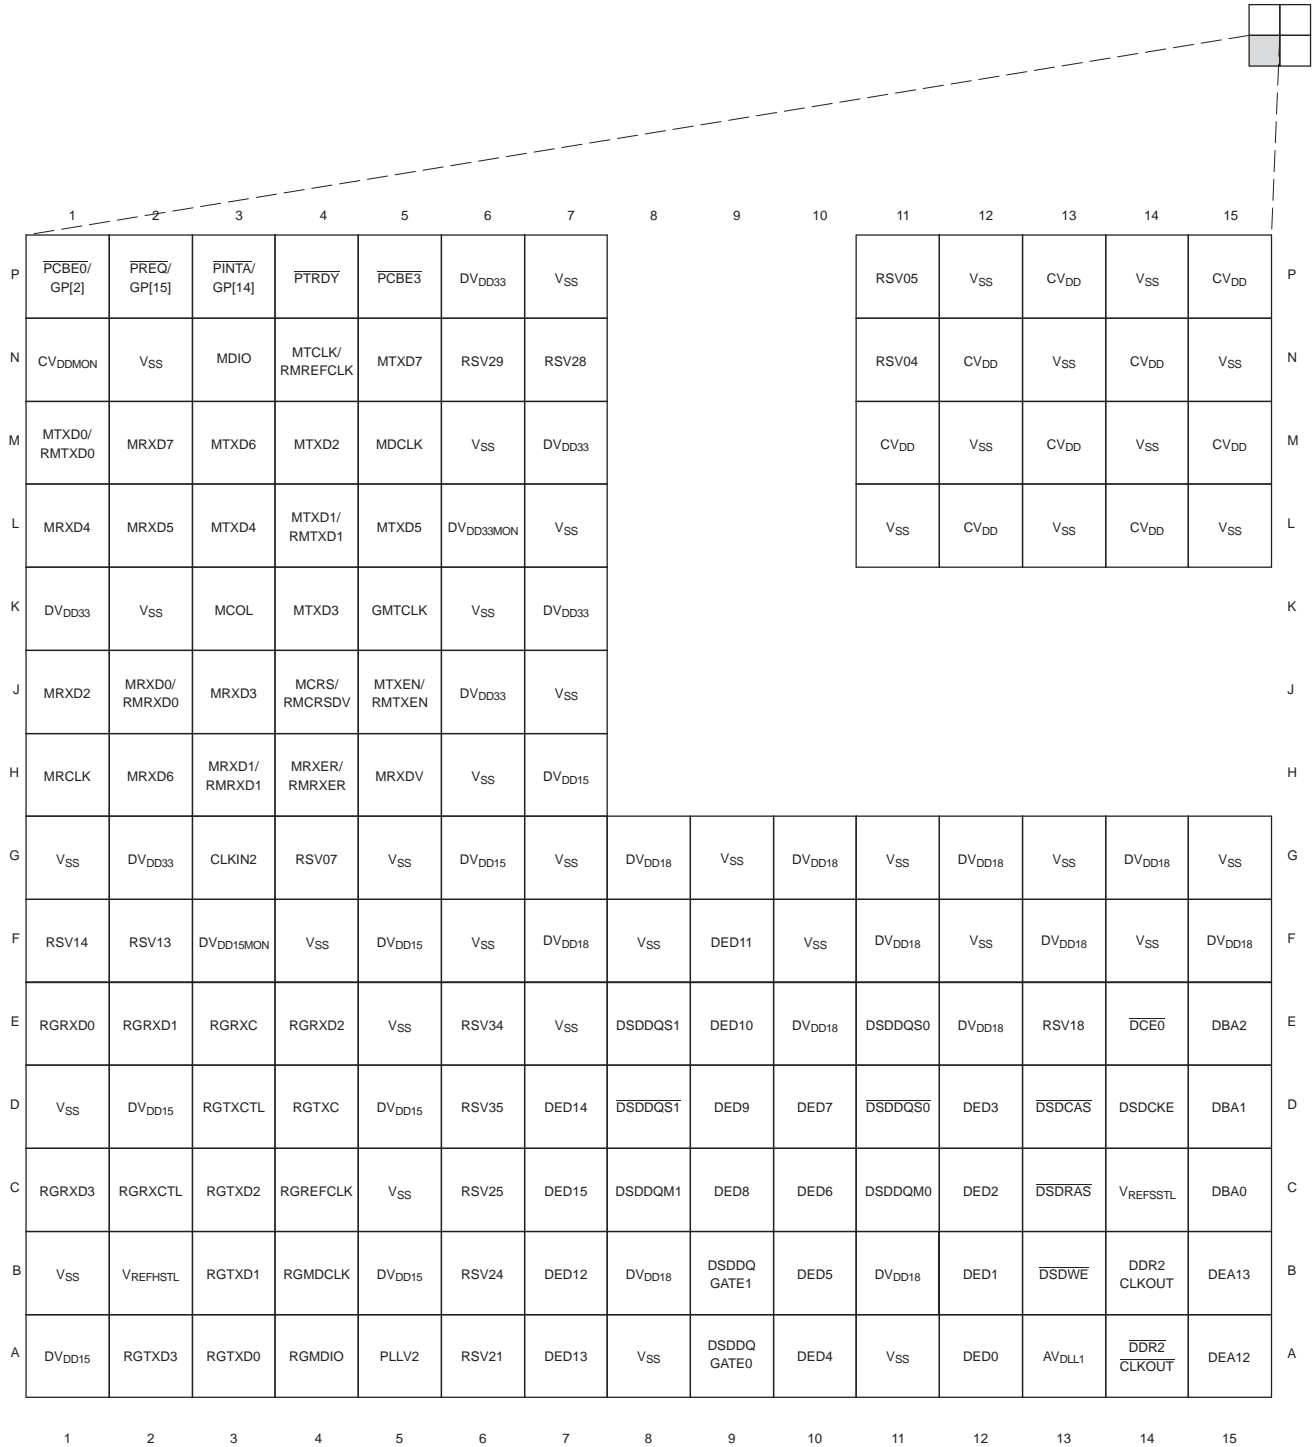 1 2 3 4 5 6 7 8 9 10 11 12 13 14 15
P PCBE0/ GP[2] PREQ/ GP[15] PINTA/ GP[14] PTRDY PCBE3 DVDD33 VSS RSV05 VSS CVDD VSS CVDD P
N CVDDMON VSS MDIO MTCLK/ RMREFCLK MTXD7 RSV29 RSV28 RSV04 CVDD VSS CVDD VSS N
M MTXD0/ RMTXD0 MRXD7 MTXD6 MTXD2 MDCLK VSS DVDD33 CVDD VSS CVDD VSS CVDD M
L MRXD4 MRXD5 MTXD4 MTXD1/ RMTXD1 MTXD5 DVDD33MON VSS VSS CVDD VSS CVDD VSS L
K DVDD33 VSS MCOL MTXD3 GMTCLK VSS DVDD33 K
J MRXD2 MRXD0/ RMRXD0 MRXD3 MCRS/ RMCRSDV MTXEN/ RMTXEN DVDD33 VSS J
H MRCLK MRXD6 MRXD1/ RMRXD1 MRXER/ RMRXER MRXDV VSS DVDD15 H
G VSS DVDD33 CLKIN2 RSV07 VSS DVDD15 VSS DVDD18 VSS DVDD18 VSS DVDD18 VSS DVDD18 VSS G
F RSV14 RSV13 DVDD15MON VSS DVDD15 VSS DVDD18 VSS DED11 VSS DVDD18 VSS DVDD18 VSS DVDD18 F
E RGRXD0 RGRXD1 RGRXC RGRXD2 VSS RSV34 VSS DSDDQS1 DED10 DVDD18 DSDDQS0 DVDD18 RSV18 DCE0 DBA2 E
D VSS DVDD15 RGTXCTL RGTXC DVDD15 RSV35 DED14 DSDDQS1 DED9 DED7 DSDDQS0 DED3 DSDCAS DSDCKE DBA1 D
C RGRXD3 RGRXCTL RGTXD2 RGREFCLK VSS RSV25 DED15 DSDDQM1 DED8 DED6 DSDDQM0 DED2 DSDRAS VREFSSTL DBA0 C
B VSS VREFHSTL RGTXD1 RGMDCLK DVDD15 RSV24 DED12 DVDD18 DSDDQ GATE1 DED5 DVDD18 DED1 DSDWE DDR2 CLKOUT DEA13 B
A DVDD15 RGTXD3 RGTXD0 RGMDIO PLLV2 RSV21 DED13 VSS DSDDQ GATE0 DED4 VSS DED0 AVDLL1 DDR2 CLKOUT DEA12 A
1 2 3 4 5 6 7 8 9 10 11 12 13 14 15